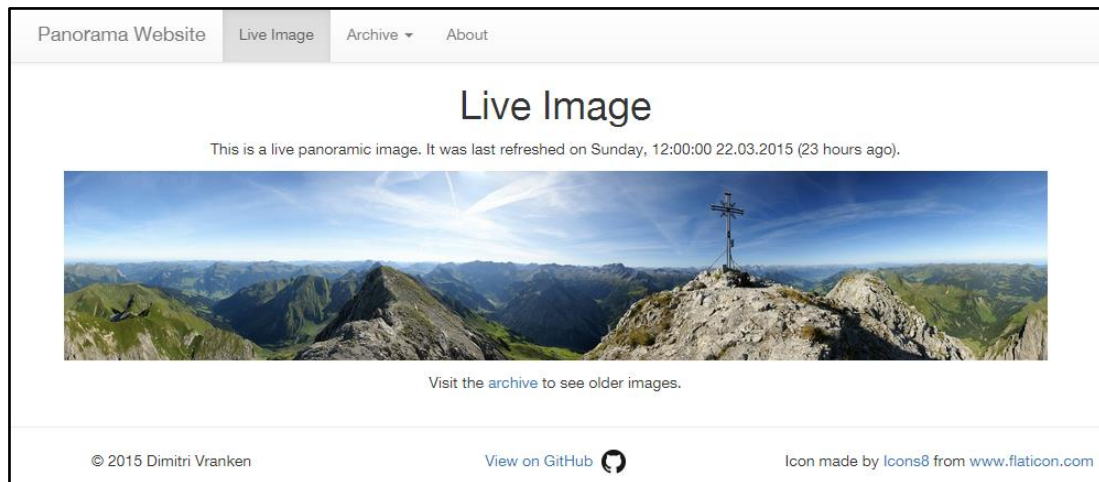 Panorama Website Live Image Archive About
Live Image
This is a live panoramic image. It was last refreshed on Sunday, 12:00:00 22.03.2015 (23 hours ago).
Visit the archive to see older images.
© 2015 Dimitri Vranken View on GitHub Icon made by Icons8 from www.flaticon.com